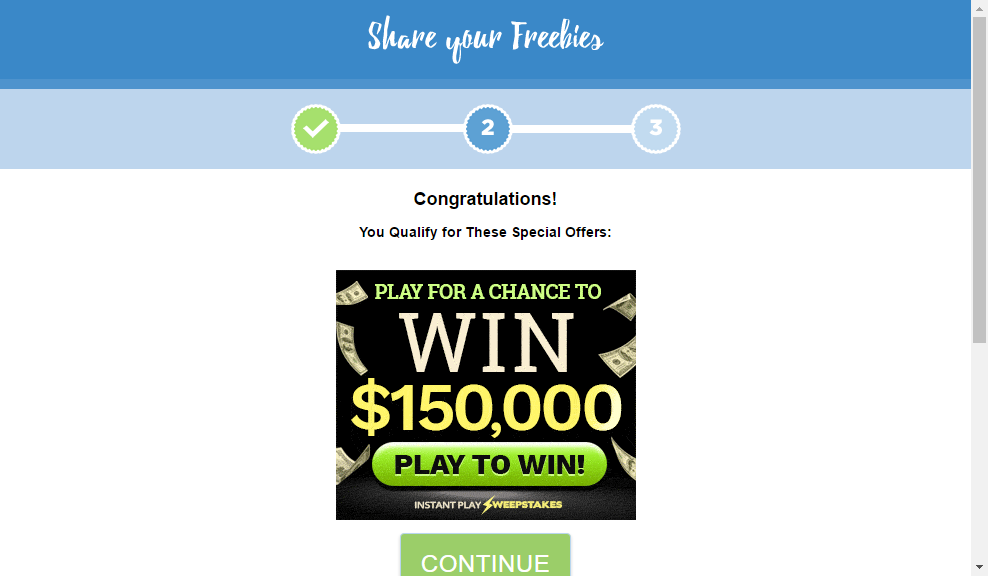 Share your Freebies
2
3
Congratulations!
You Qualify for These Special Offers:
PLAY FOR A CHANCE TO
WIN
$150,000
PLAY TO WIN!
INSTANT PLAY SWEEPSTAKES
CONTINUE